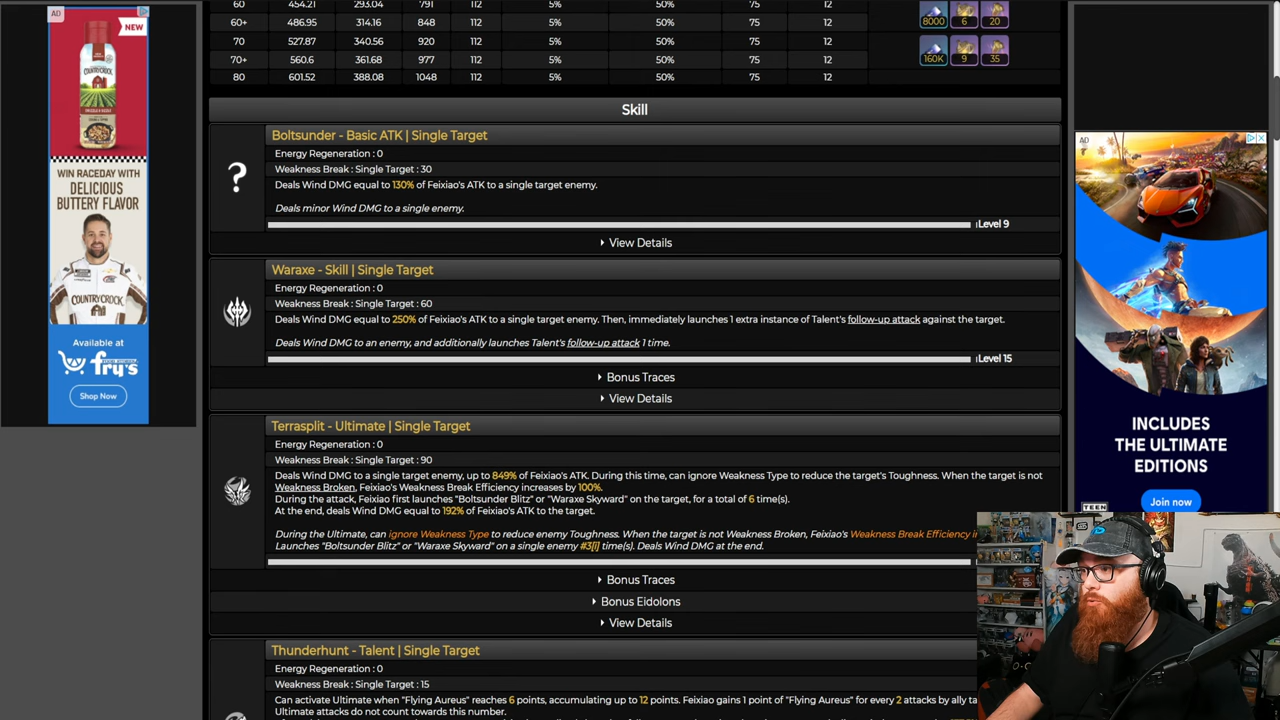 60 454.21 293.04 791 112 5% 50% 75 12
8000 6 20
60+ 486.95 314.16 848 112 5% 50% 75 12
70 527.87 340.56 920 112 5% 50% 75 12
160K 9 35
70+ 560.6 361.68 977 112 5% 50% 75 12
80 601.52 388.08 1048 112 5% 50% 75 12
Skill
Boltsunder - Basic ATK | Single Target
Energy Regeneration : 0
Weakness Break : Single Target : 30
Deals Wind DMG equal to 130% of Feixiao's ATK to a single target enemy.
Deals minor Wind DMG to a single enemy.
Level 9
View Details
Waraxe - Skill | Single Target
Energy Regeneration : 0
Weakness Break : Single Target : 60
Deals Wind DMG equal to 250% of Feixiao's ATK to a single target enemy. Then, immediately launches 1 extra instance of Talent's follow-up attack against the target.
Deals Wind DMG to an enemy, and additionally launches Talent's follow-up attack 1 time.
Level 15
Bonus Traces
View Details
Terrasplit - Ultimate | Single Target
Energy Regeneration : 0
Weakness Break : Single Target : 90
Deals Wind DMG to a single target enemy, up to 849% of Feixiao's ATK. During this time, can ignore Weakness Type to reduce the target's Toughness. When the target is not
Weakness Broken, Feixiao's Weakness Break Efficiency increases by 100%.
During the attack, Feixiao first launches "Boltsunder Blitz" or "Waraxe Skyward" on the target, for a total of 6 time(s).
At the end, deals Wind DMG equal to 192% of Feixiao's ATK to the target.
During the Ultimate, can ignore Weakness Type to reduce enemy Toughness. When the target is not Weakness Broken, Feixiao's Weakness Break Efficiency
Launches "Boltsunder Blitz" or "Waraxe Skyward" on a single enemy #3[i] time(s). Deals Wind DMG at the end.
Bonus Traces
Bonus Eidolons
View Details
Thunderhunt - Talent | Single Target
Energy Regeneration : 0
Weakness Break : Single Target : 15
Can activate Ultimate when "Flying Aureus" reaches 6 points, accumulating up to 12 points. Feixiao gains 1 point of "Flying Aureus" for every 2 attacks by ally
Ultimate attacks do not count towards this number.
AD
NEW
COUNTRY CROCK
WIN RACEDAY WITH
DELICIOUS
BUTTERY FLAVOR
COUNTRY CROCK
Available at
fry's
Shop Now
AD
INCLUDES
THE ULTIMATE
EDITIONS
Join now
TEEN